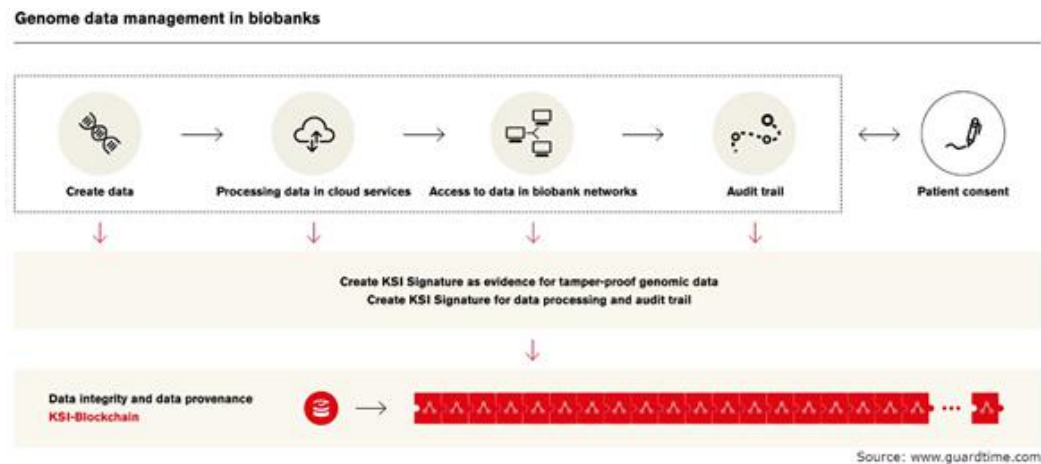 Genome data management in biobanks
Create data
Processing data in cloud services
Access to data in biobank networks
Audit trail
Patient consent
Create KSI Signature as evidence for tamper-proof genomic data
Create KSI Signature for data processing and audit trail
Data integrity and data provenance
KSI-Blockchain
Source: www.guardtime.com